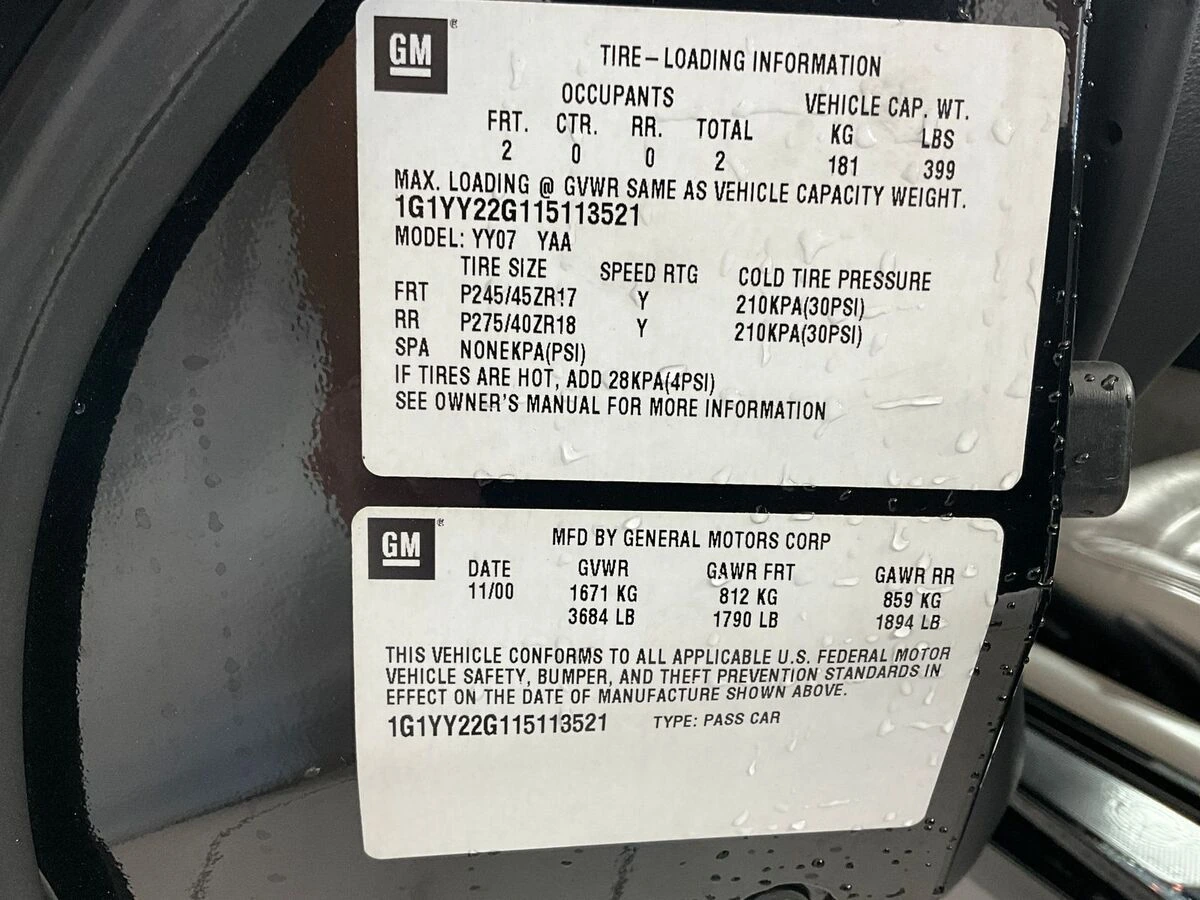 GM®
TIRE–LOADING INFORMATION
OCCUPANTS VEHICLE CAP. WT.
FRT. CTR. RR. TOTAL KG LBS
2 0 0 2 181 399
MAX. LOADING @ GVWR SAME AS VEHICLE CAPACITY WEIGHT.
1G1YY22G115113521
MODEL: YY07 YAA
TIRE SIZE SPEED RTG COLD TIRE PRESSURE
FRT P245/45ZR17 Y 210KPA(30PSI)
RR P275/40ZR18 Y 210KPA(30PSI)
SPA NONEKPA(PSI)
IF TIRES ARE HOT, ADD 28KPA(4PSI)
SEE OWNER'S MANUAL FOR MORE INFORMATION
GM®
MFD BY GENERAL MOTORS CORP
DATE GVWR GAWR FRT GAWR RR
11/00 1671 KG 812 KG 859 KG
3684 LB 1790 LB 1894 LB
THIS VEHICLE CONFORMS TO ALL APPLICABLE U.S. FEDERAL MOTOR
VEHICLE SAFETY, BUMPER, AND THEFT PREVENTION STANDARDS IN
EFFECT ON THE DATE OF MANUFACTURE SHOWN ABOVE.
1G1YY22G115113521 TYPE: PASS CAR